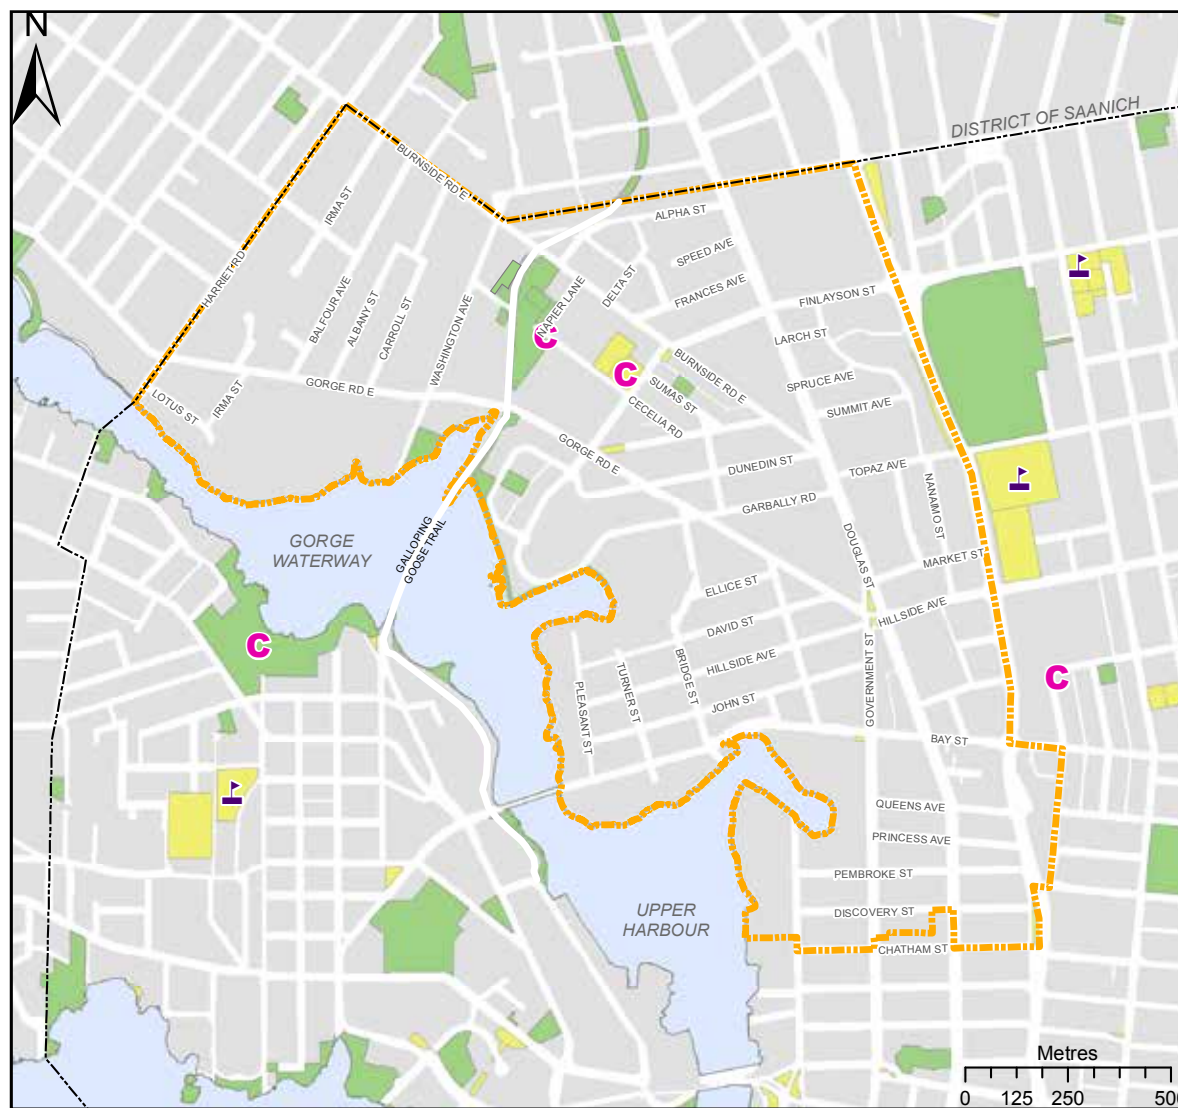 N
DISTRICT OF SAANICH
BURNSIDE RD E
IRMA ST
ALPHA ST
HARRIET RD
SPEED AVE
DELTA ST
FRANCES AVE
NAPIER LANE
FINLAYSON ST
BALFOUR AVE
ALBANY ST
CARROLL ST
WASHINGTON AVE
LARCH ST
C
C
BURNSIDE RD E
SUMAS ST
SPRUCE AVE
LOTUS ST
IRMA ST
GORGE RD E
CECELIA RD
SUMMIT AVE
GORGE RD E
DUNEDIN ST
TOPAZ AVE
GARBALLY RD
NANAIMO ST
GALLOPING
GOOSE TRAIL
GORGE
WATERWAY
DOUGLAS ST
MARKET ST
ELLICE ST
HILLSIDE AVE
DAVID ST
C
HILLSIDE AVE
C
PLEASANT ST
TURNER ST
BRIDGE ST
JOHN ST
GOVERNMENT ST
BAY ST
QUEENS AVE
PRINCESS AVE
PEMBROKE ST
DISCOVERY ST
UPPER
HARBOUR
CHATHAM ST
Metres
0 125 250 500